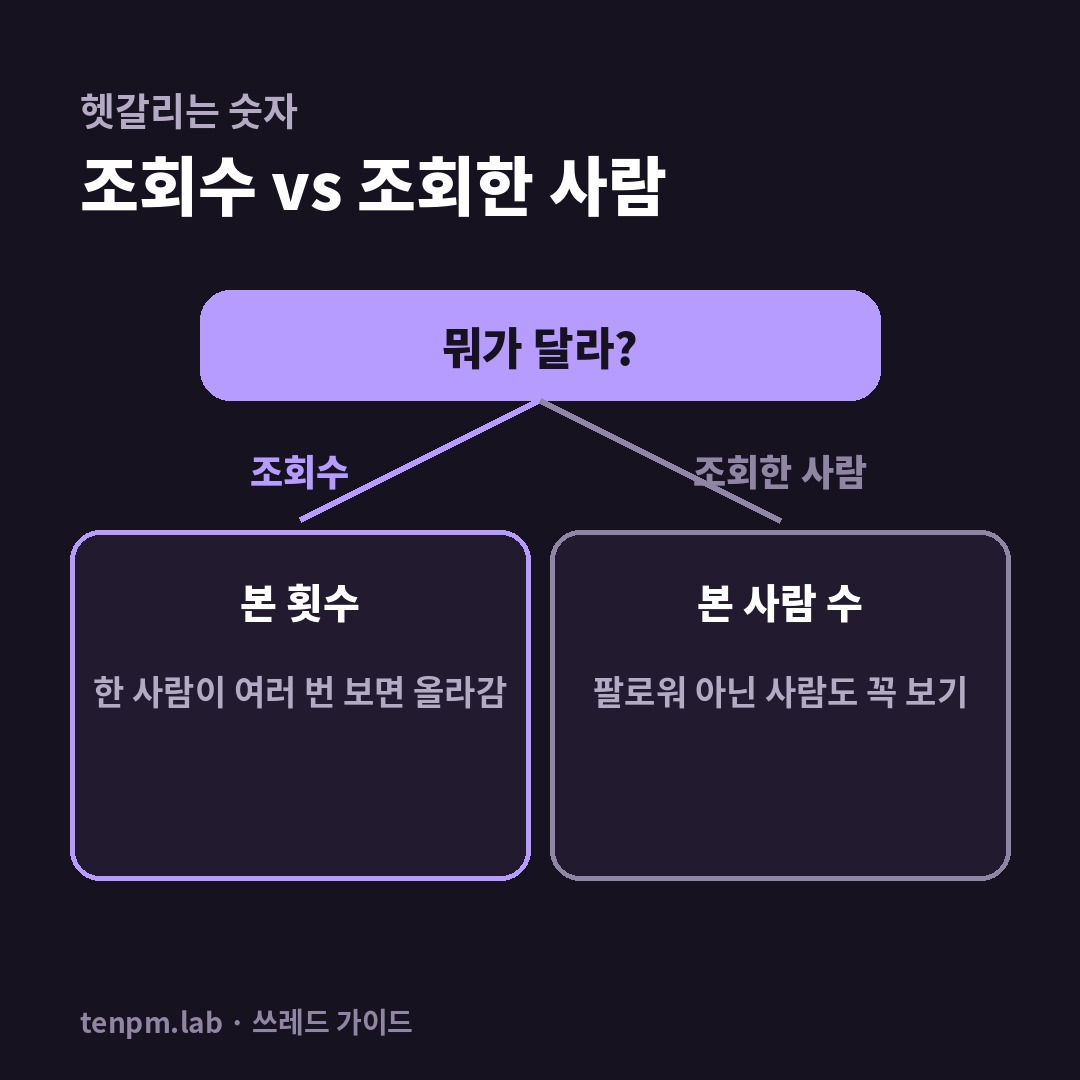 헷갈리는 숫자
조회수 vs 조회한 사람
뭐가 달라?
조회수
조회한 사람
본 횟수
한 사람이 여러 번 보면 올라감
본 사람 수
팔로워 아닌 사람도 꼭 보기
tenpm.lab · 쓰레드 가이드